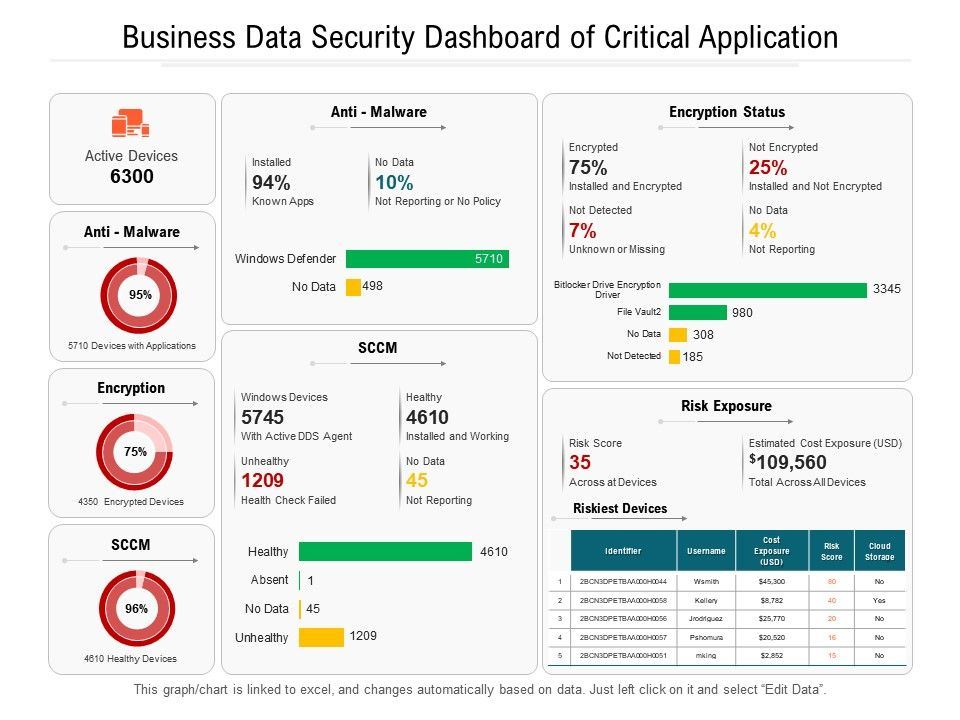 Business Data Security Dashboard of Critical Application
Active Devices
6300
Anti - Malware
95%
5710 Devices with Applications
Encryption
75%
4350 Encrypted Devices
SCCM
96%
4610 Healthy Devices
Anti - Malware
Installed
94%
Known Apps
No Data
10%
Not Reporting or No Policy
Windows Defender 5710
No Data 498
SCCM
Windows Devices
5745
With Active DDS Agent
Healthy
4610
Installed and Working
Unhealthy
1209
Health Check Failed
No Data
45
Not Reporting
Healthy 4610
Absent 1
No Data 45
Unhealthy 1209
Encryption Status
Encrypted
75%
Installed and Encrypted
Not Encrypted
25%
Installed and Not Encrypted
Not Detected
7%
Unknown or Missing
No Data
4%
Not Reporting
Bitlocker Drive Encryption
Driver 3345
File Vault2 980
No Data 308
Not Detected 185
Risk Exposure
Risk Score
35
Across at Devices
Estimated Cost Exposure (USD)
$109,560
Total Across All Devices
Riskiest Devices
Identifier Username Cost Exposure (USD) Risk Score Cloud Storage
1 2BCN3DPETBAA000H0044 Wsmith $45,300 80 No
2 2BCN3DPETBAA000H0058 Kellery $8,782 40 Yes
3 2BCN3DPETBAA000H0056 Jrodriguez $25,770 20 No
4 2BCN3DPETBAA000H0057 Pshomura $20,520 16 No
5 2BCN3DPETBAA000H0051 mking $2,852 15 No
This graph/chart is linked to excel, and changes automatically based on data. Just left click on it and select “Edit Data”.